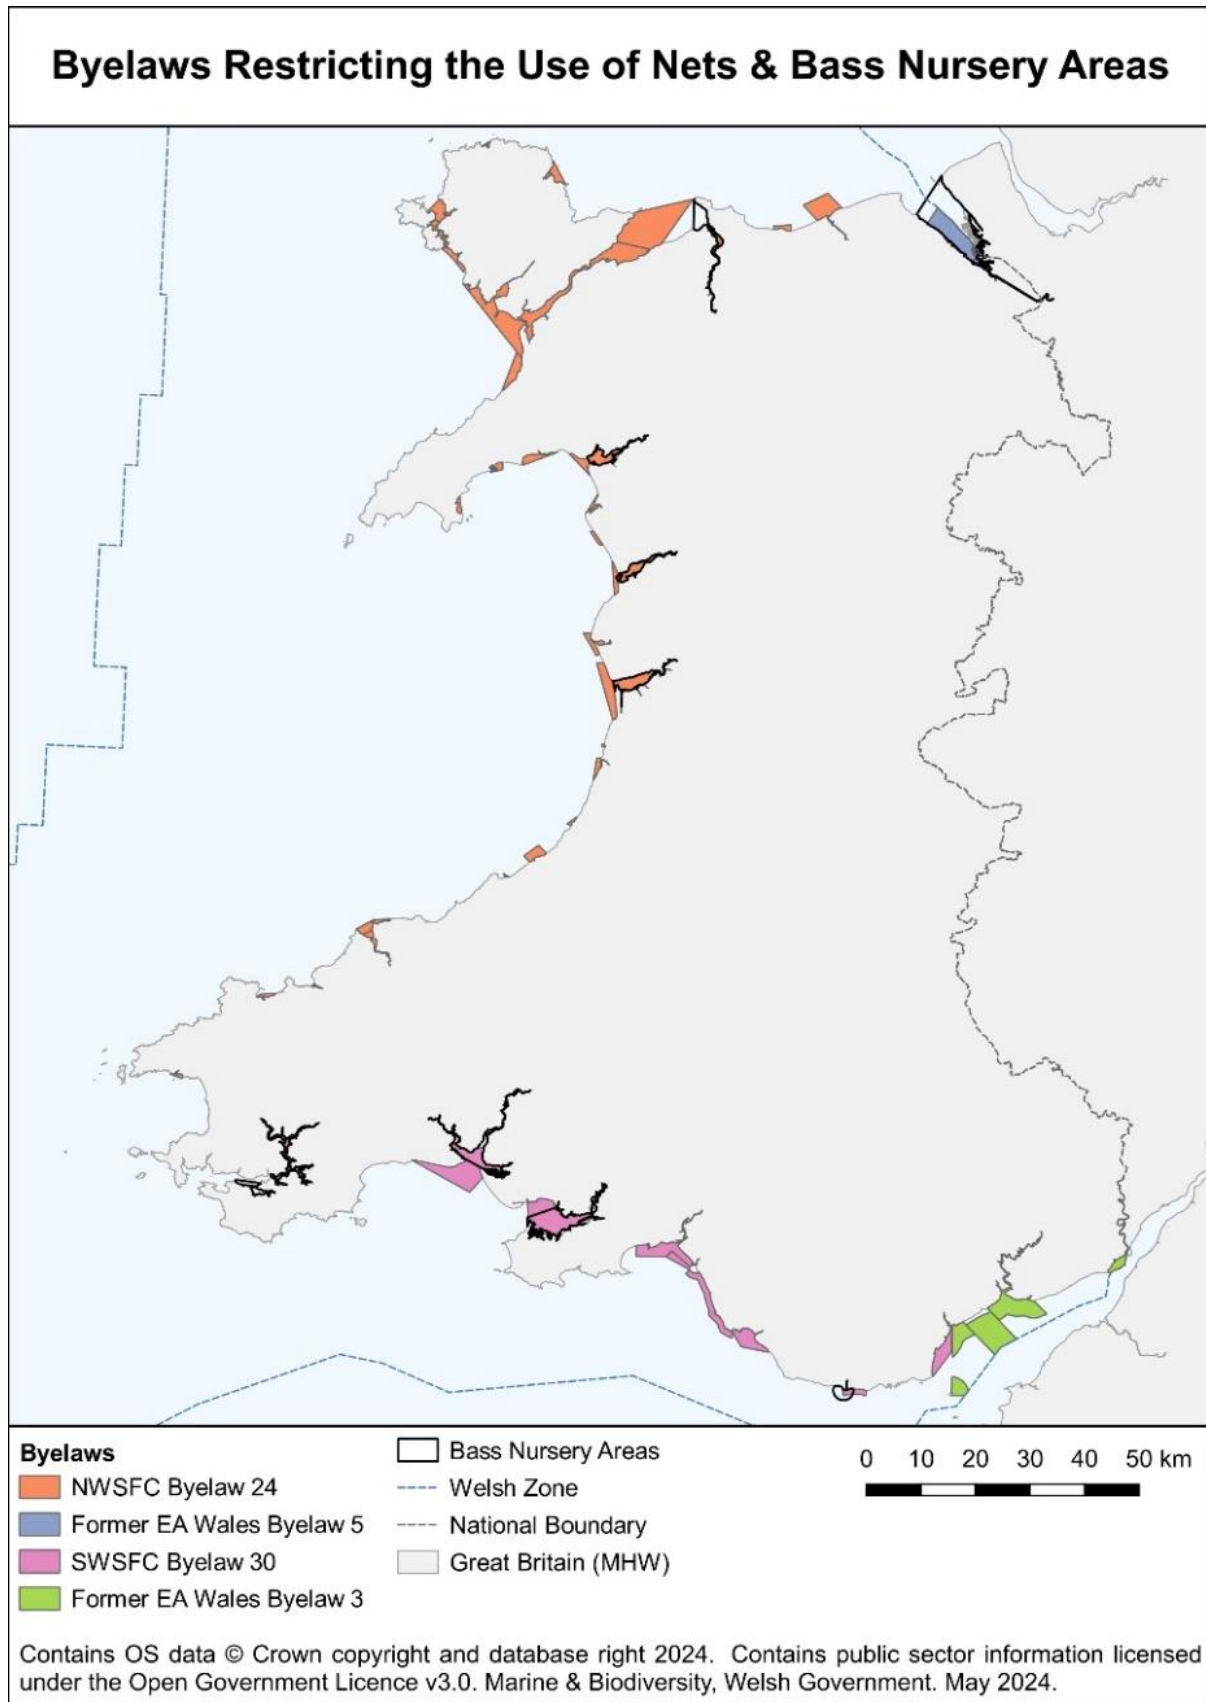 Byelaws Restricting the Use of Nets & Bass Nursery Areas
Byelaws
NWSFC Byelaw 24
Former EA Wales Byelaw 5
SWSFC Byelaw 30
Former EA Wales Byelaw 3
Bass Nursery Areas
Welsh Zone
National Boundary
Great Britain (MHW)
0 10 20 30 40 50 km
Contains OS data © Crown copyright and database right 2024. Contains public sector information licensed
under the Open Government Licence v3.0. Marine & Biodiversity, Welsh Government. May 2024.